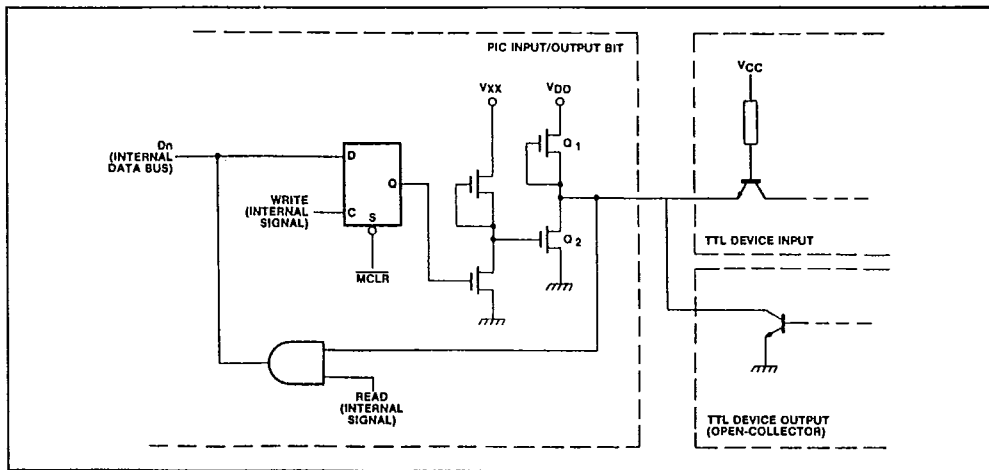 PIC INPUT/OUTPUT BIT
VXX
VDD
VCC
Dn
(INTERNAL
DATA BUS)
D
Q
WRITE
(INTERNAL
SIGNAL)
C
S
MCLR
Q1
Q2
TTL DEVICE INPUT
READ
(INTERNAL
SIGNAL)
TTL DEVICE OUTPUT
(OPEN-COLLECTOR)